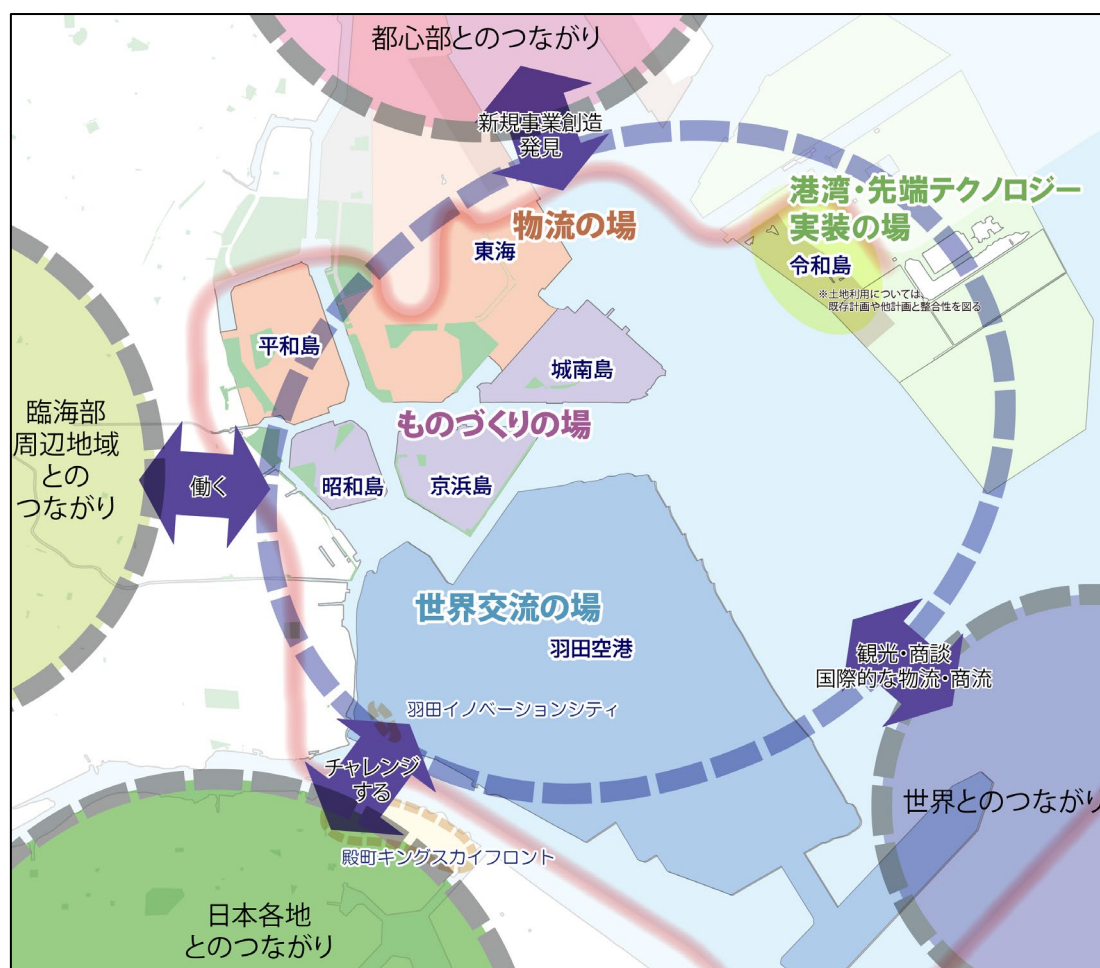 都心部とのつながり
新規事業創造
発見
港湾・先端テクノロジー
実装の場
物流の場
東海
令和島
※土地利用については、
既存計画や他計画と整合性を図る
平和島
城南島
臨海部
周辺地域
との
つながり
ものづくりの場
働く
昭和島
京浜島
世界交流の場
羽田空港
観光・商談
国際的な物流・商流
羽田イノベーションシティ
チャレンジ
する
世界とのつながり
殿町キングスカイフロント
日本各地
とのつながり